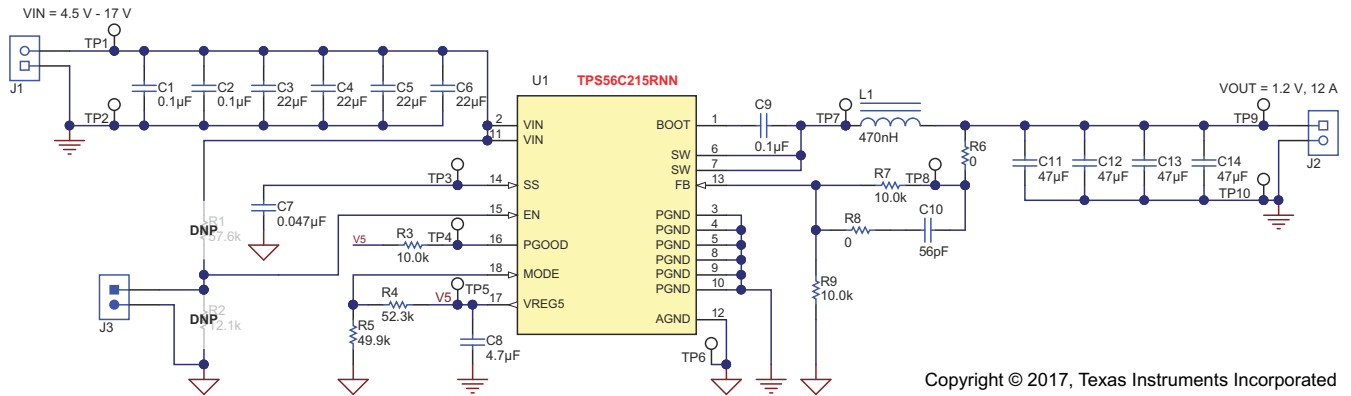 VIN = 4.5 V - 17 V
TP1
J1
TP2
C1
0.1µF
C2
0.1µF
C3
22µF
C4
22µF
C5
22µF
C6
22µF
U1
TPS56C215RNN
2
VIN
11
VIN
TP3
14
SS
C7
0.047µF
15
EN
R1
DNP
57.6k
V5
R3
10.0k
TP4
16
PGOOD
18
MODE
J3
R2
DNP
12.1k
R4
52.3k
V5
TP5
17
VREG5
R5
49.9k
C8
4.7µF
BOOT
1
SW
6
SW
7
FB
13
PGND
3
PGND
4
PGND
5
PGND
8
PGND
9
PGND
10
AGND
12
TP6
C9
0.1µF
TP7
L1
470nH
R6
0
R7
10.0k
TP8
R8
0
C10
56pF
R9
10.0k
C11
47µF
C12
47µF
C13
47µF
C14
47µF
VOUT = 1.2 V, 12 A
TP9
J2
TP10
Copyright © 2017, Texas Instruments Incorporated